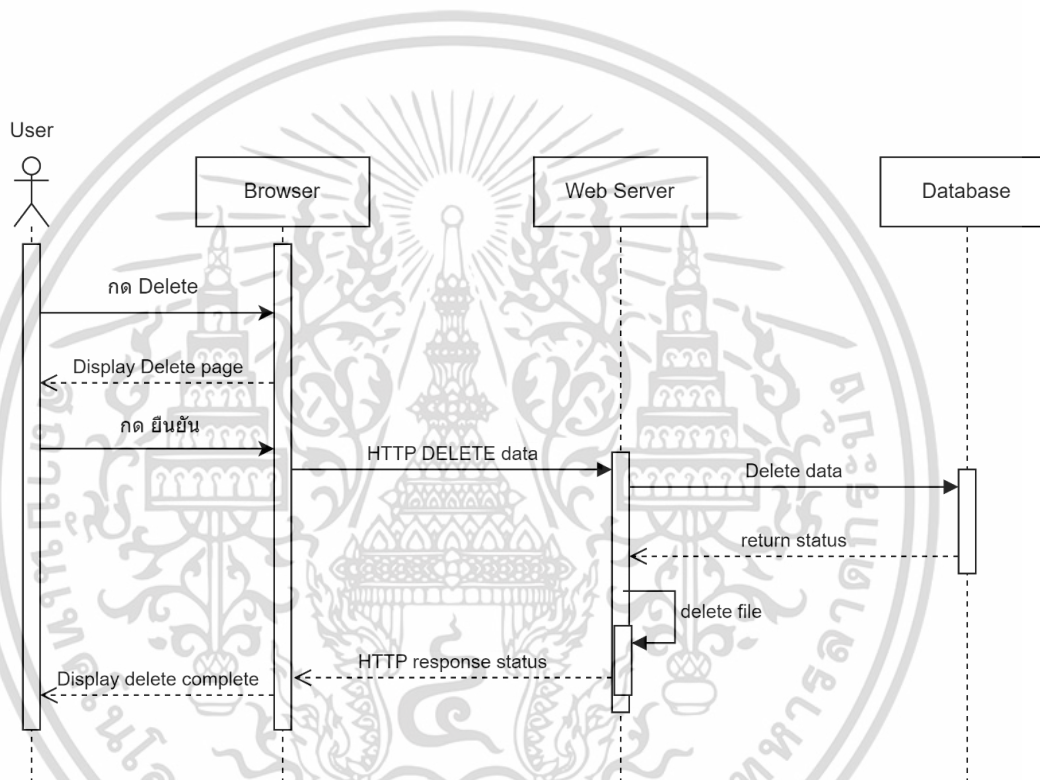 User
Browser
Web Server
Database
กด Delete
Display Delete page
กด ยืนยัน
HTTP DELETE data
Delete data
return status
delete file
HTTP response status
Display delete complete